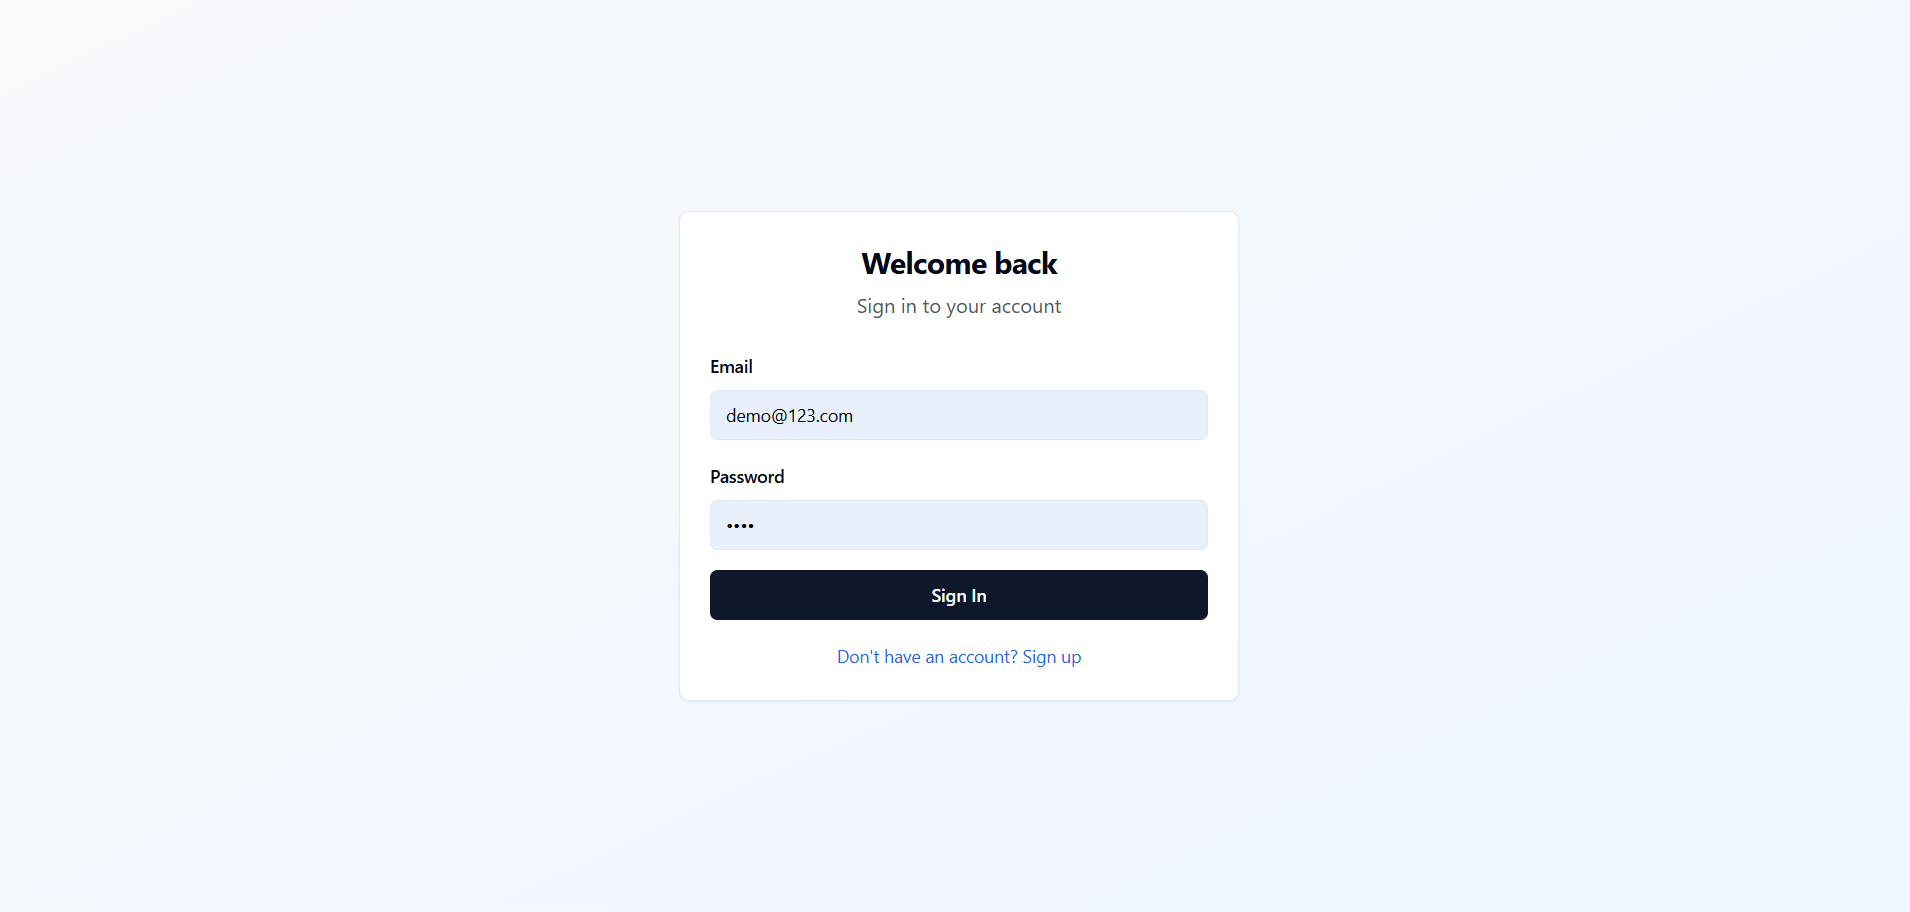 Welcome back
Sign in to your account
Email
demo@123.com
Password
••••
Sign In
Don't have an account? Sign up